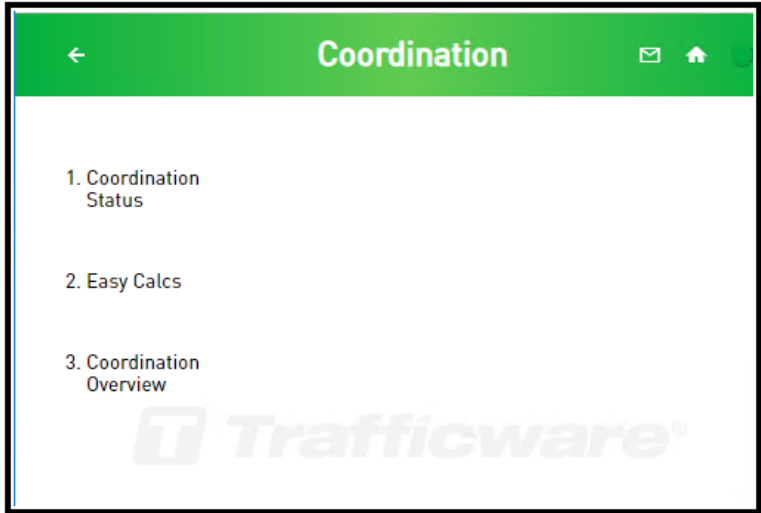 Coordination
1. Coordination
Status
2. Easy Calcs
3. Coordination
Overview
T Trafficware®